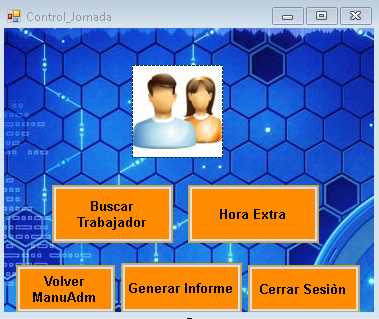 Control_Jornada
Buscar
Trabajador
Hora Extra
Volver
ManuAdm
Generar Informe
Cerrar Sesiòn